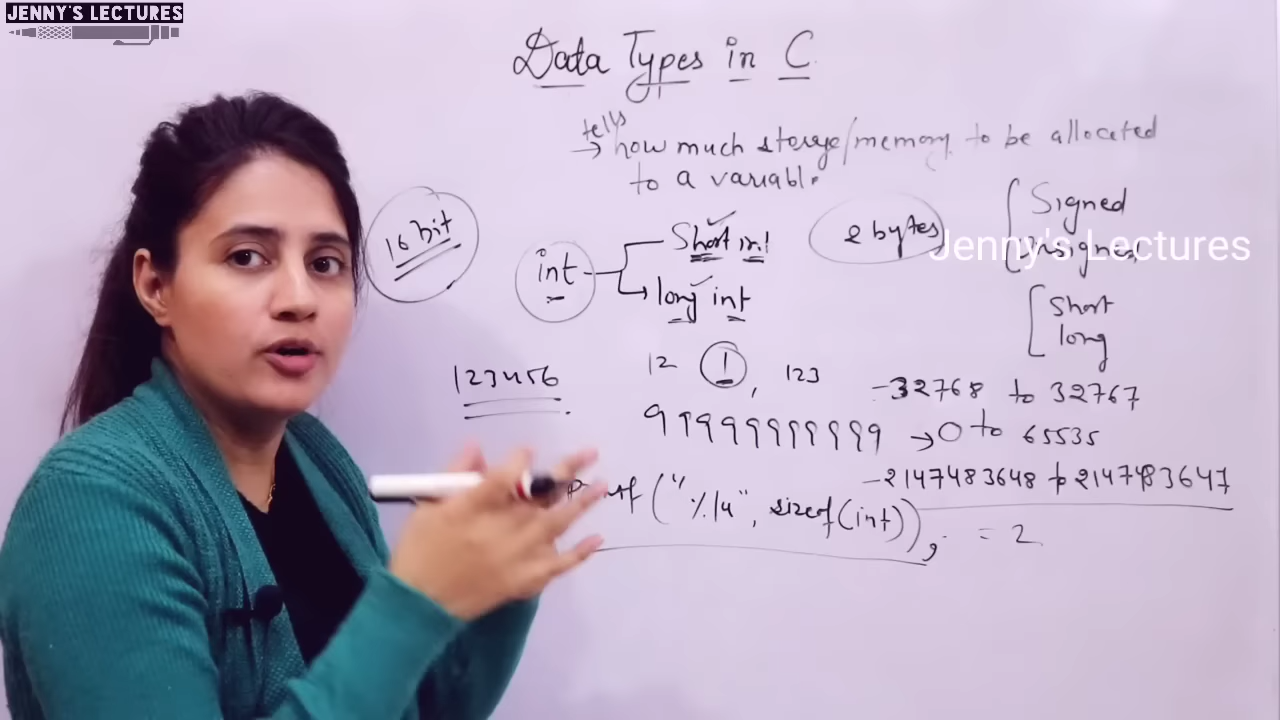 JENNY'S LECTURES
Data Types in C
tells
→ how much storage/memory to be allocated
to a variable.
16 bit
int
Short int
long int
2 bytes
Signed
Jenny's Lectures
Short
long
12 1, 123
123456
-32768 to 32767
99999999999
→ 0 to 65535
-2147483648 to 2147483647
("%lu", sizeof(int)); = 2